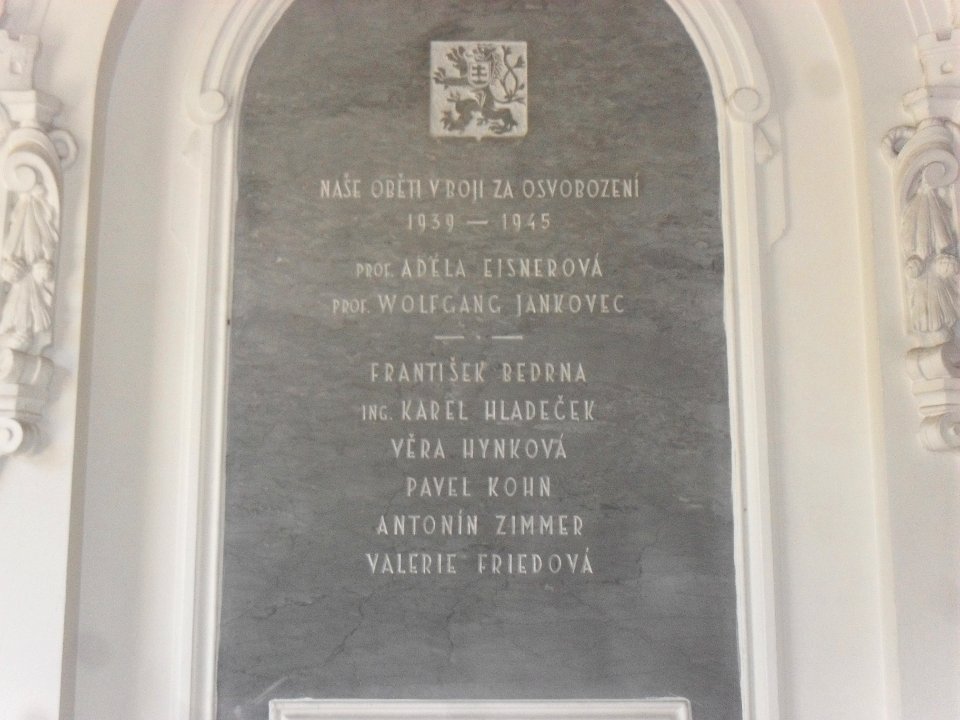 NAŠE OBĚTI V BOJI ZA OSVOBOZENÍ
1939 — 1945
PROF. ADĚLA EISNEROVÁ
PROF. WOLFGANG JANKOVEC
FRANTIŠEK BEDRNA
ING. KAREL HLADEČEK
VĚRA HYNKOVÁ
PAVEL KOHN
ANTONÍN ZIMMER
VALERIE FRIEDOVÁ